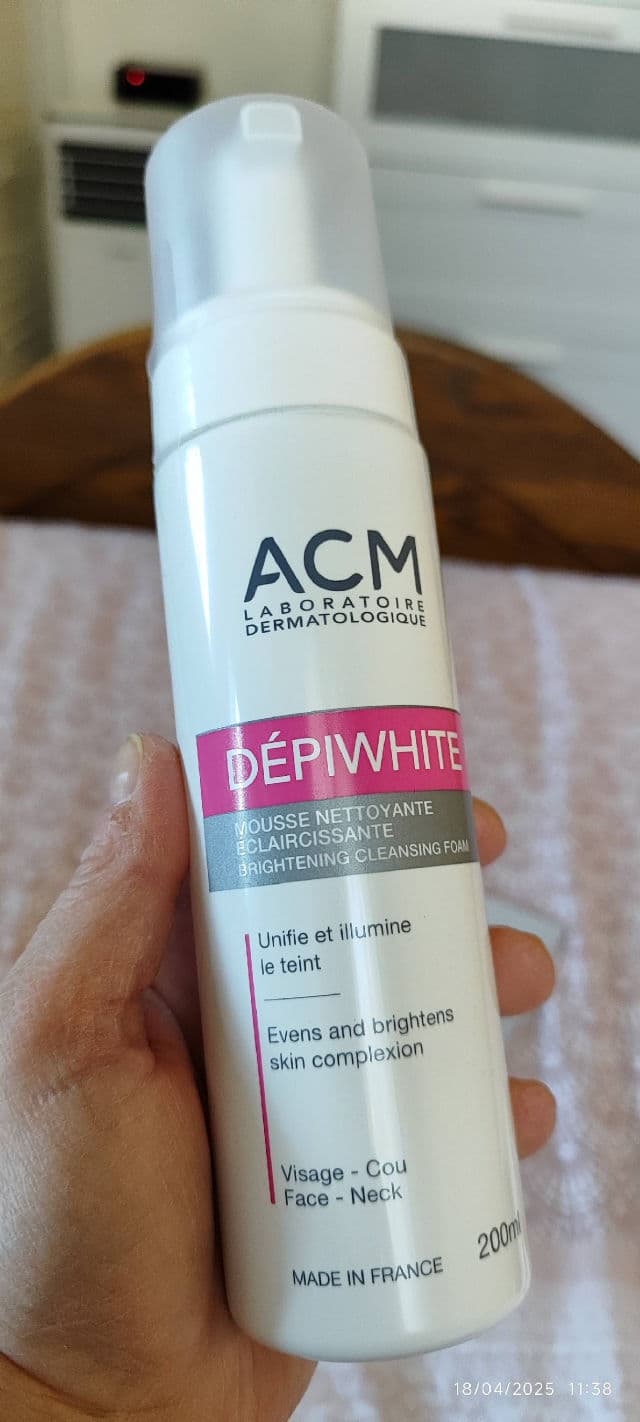 ACM
LABORATOIRE
DERMATOLOGIQUE
DÉPIWHITE
MOUSSE NETTOYANTE
ÉCLAIRCISSANTE
BRIGHTENING CLEANSING FOAM
Unifie et illumine
le teint
Evens and brightens
skin complexion
Visage - Cou
Face - Neck
200ml
MADE IN FRANCE
18/04/2025 11:38